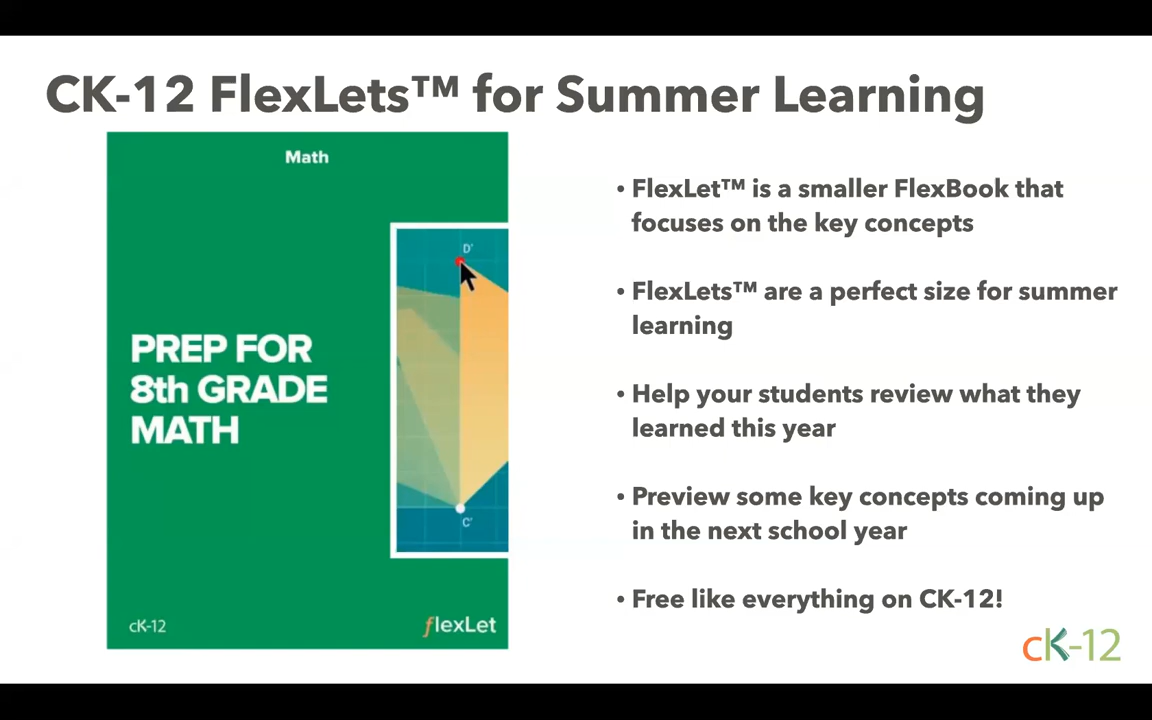 CK-12 FlexLets™ for Summer Learning
Math
D'
PREP FOR
8th GRADE
MATH
C'
cK-12
flexLet
• FlexLet™ is a smaller FlexBook that
focuses on the key concepts
• FlexLets™ are a perfect size for summer
learning
• Help your students review what they
learned this year
• Preview some key concepts coming up
in the next school year
• Free like everything on CK-12!
cK-12